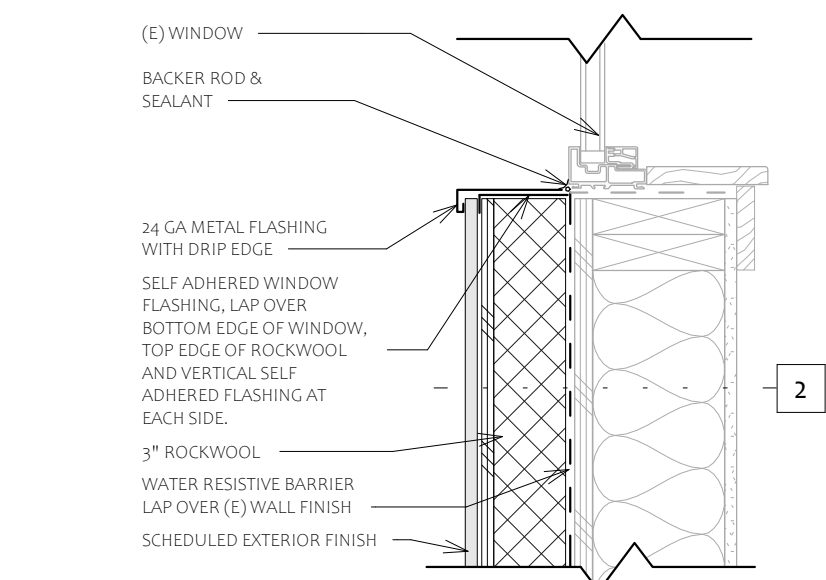 (E) WINDOW
BACKER ROD &
SEALANT
24 GA METAL FLASHING
WITH DRIP EDGE
SELF ADHERED WINDOW
FLASHING, LAP OVER
BOTTOM EDGE OF WINDOW,
TOP EDGE OF ROCKWOOL
AND VERTICAL SELF
ADHERED FLASHING AT
EACH SIDE.
3" ROCKWOOL
WATER RESISTIVE BARRIER
LAP OVER (E) WALL FINISH
SCHEDULED EXTERIOR FINISH
2